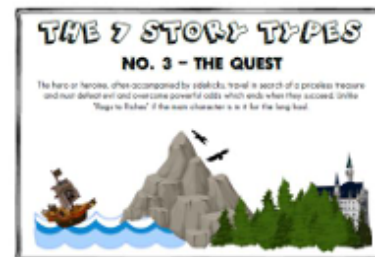 THE 7 STORY TYPES
NO. 3 – THE QUEST
The hero or heroine, often accompanied by sidekicks, travel in search of a priceless treasure
and must defeat evil and overcome powerful odds which ends when they succeed. Unlike
"Rags to Riches" if the main character is in it for the long haul.